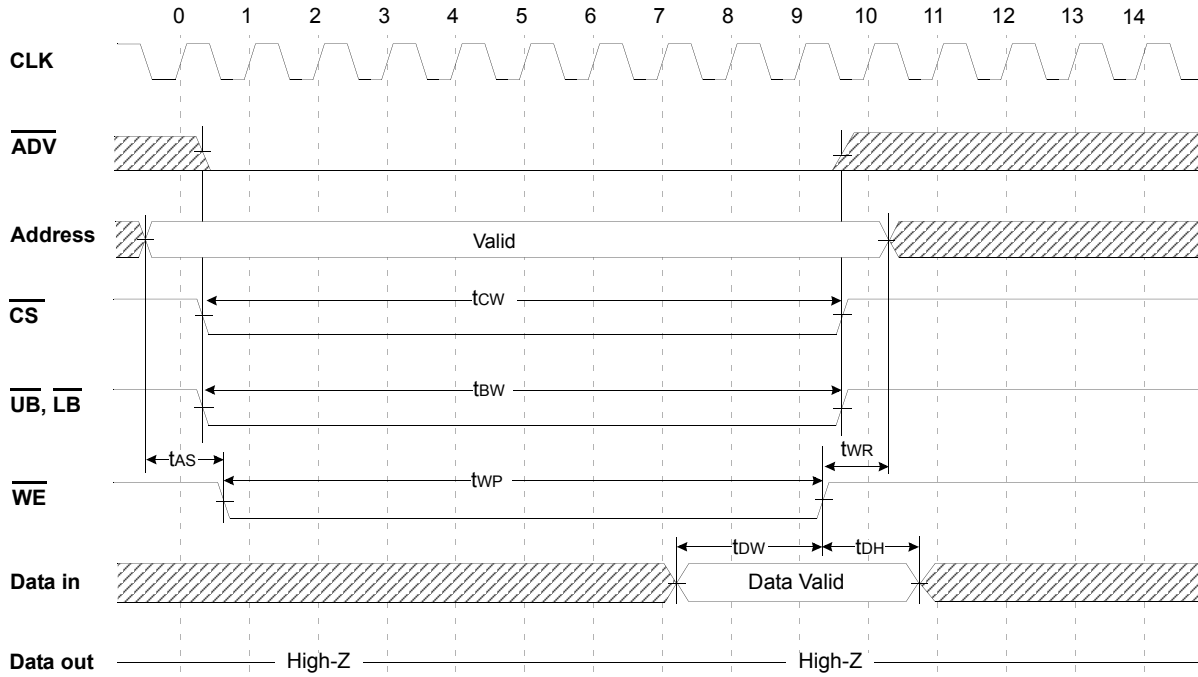 0 1 2 3 4 5 6 7 8 9 10 11 12 13 14
CLK
ADV
Address Valid
CS tCW
UB, LB tBW
tAS tWR
WE tWP
tDW tDH
Data in Data Valid
Data out High-Z High-Z